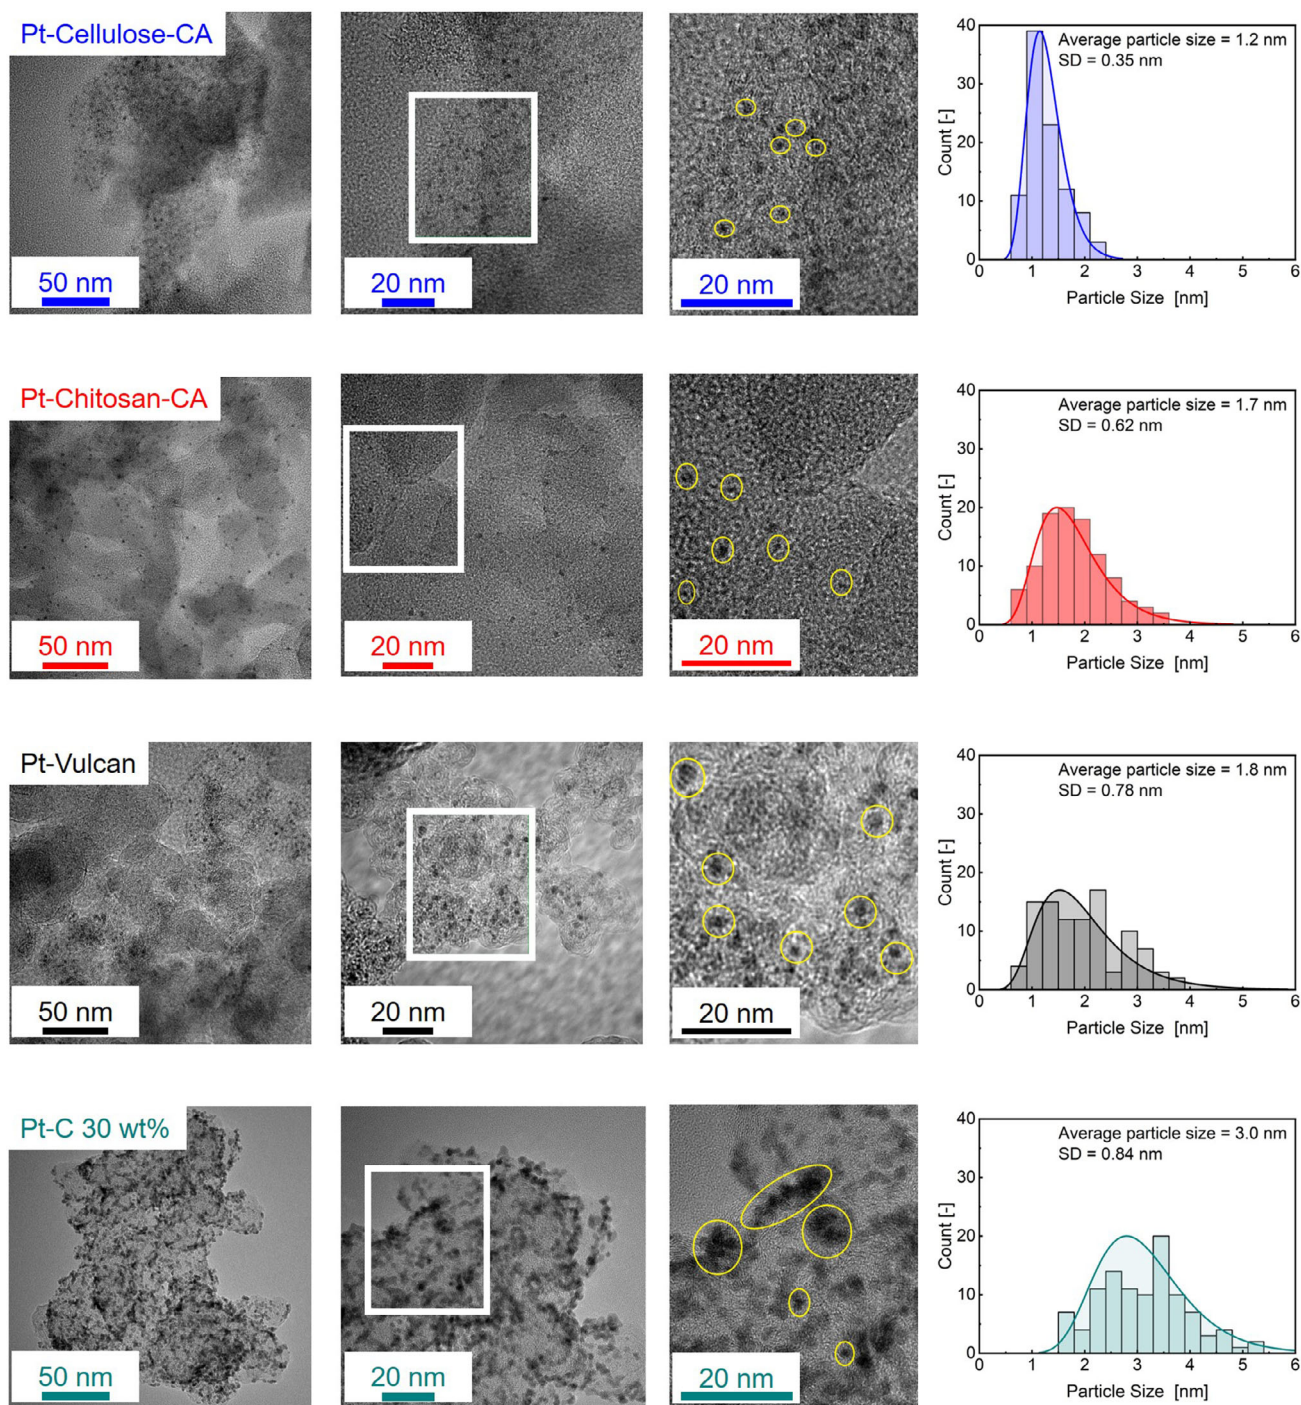 Pt-Cellulose-CA
50 nm
20 nm
20 nm
Average particle size = 1.2 nm
SD = 0.35 nm
Count [-]
40
30
20
10
0
0 1 2 3 4 5 6
Particle Size [nm]
Pt-Chitosan-CA
50 nm
20 nm
20 nm
Average particle size = 1.7 nm
SD = 0.62 nm
Count [-]
40
30
20
10
0
0 1 2 3 4 5 6
Particle Size [nm]
Pt-Vulcan
50 nm
20 nm
20 nm
Average particle size = 1.8 nm
SD = 0.78 nm
Count [-]
40
30
20
10
0
0 1 2 3 4 5 6
Particle Size [nm]
Pt-C 30 wt%
50 nm
20 nm
20 nm
Average particle size = 3.0 nm
SD = 0.84 nm
Count [-]
40
30
20
10
0
0 1 2 3 4 5 6
Particle Size [nm]